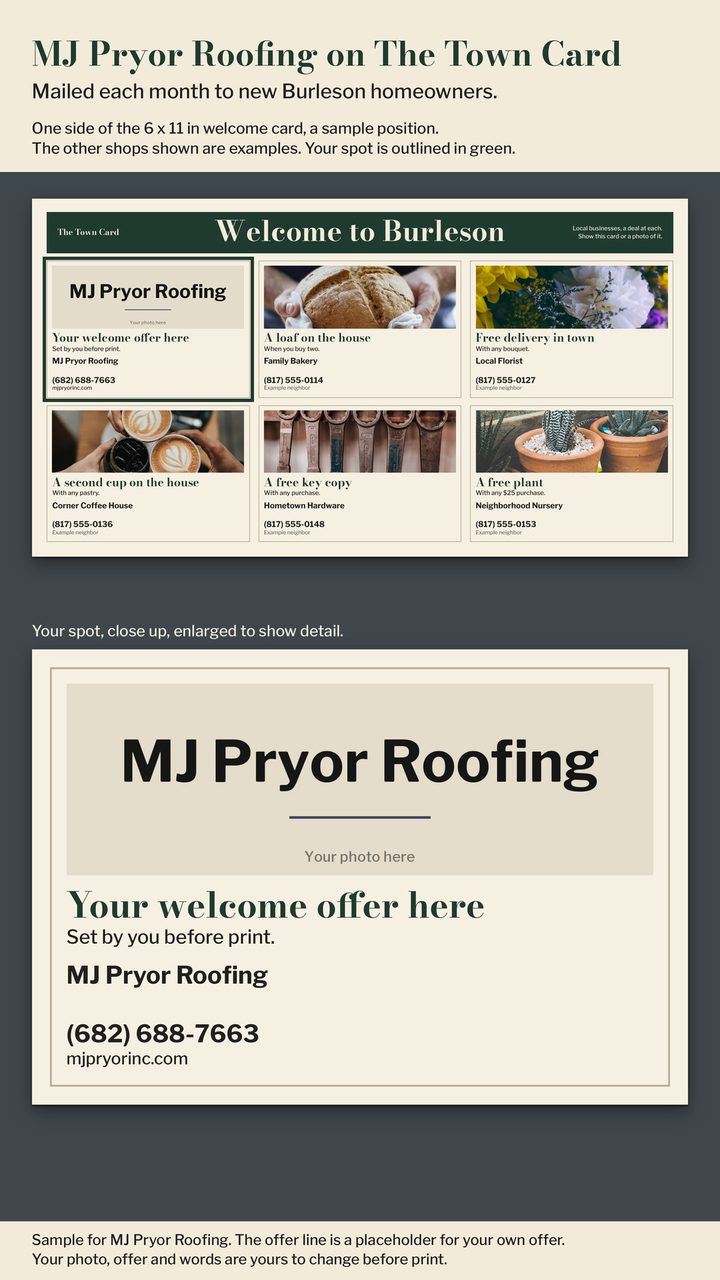 MJ Pryor Roofing on The Town Card
Mailed each month to new Burleson homeowners.
One side of the 6 x 11 in welcome card, a sample position.
The other shops shown are examples. Your spot is outlined in green.
The Town Card
Welcome to Burleson
Local businesses, a deal at each.
Show this card or a photo of it.
MJ Pryor Roofing
Your photo here
Your welcome offer here
Set by you before print.
MJ Pryor Roofing
(682) 688-7663
mjpryorinc.com
A loaf on the house
When you buy two.
Family Bakery
(817) 555-0114
Example neighbor
Free delivery in town
With any bouquet.
Local Florist
(817) 555-0127
Example neighbor
A second cup on the house
With any pastry.
Corner Coffee House
(817) 555-0136
Example neighbor
A free key copy
With any purchase.
Hometown Hardware
(817) 555-0148
Example neighbor
A free plant
With any $25 purchase.
Neighborhood Nursery
(817) 555-0153
Example neighbor
Your spot, close up, enlarged to show detail.
MJ Pryor Roofing
Your photo here
Your welcome offer here
Set by you before print.
MJ Pryor Roofing
(682) 688-7663
mjpryorinc.com
Sample for MJ Pryor Roofing. The offer line is a placeholder for your own offer.
Your photo, offer and words are yours to change before print.